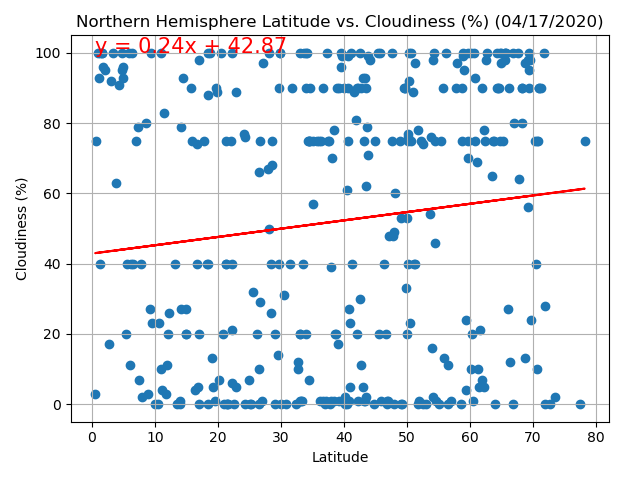 Northern Hemisphere Latitude vs. Cloudiness (%) (04/17/2020)
y = 0.24x + 42.87
100
80
60
40
20
0
Cloudiness (%)
0 10 20 30 40 50 60 70 80
Latitude